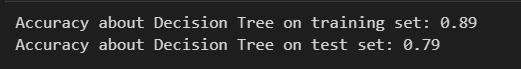 Accuracy about Decision Tree on training set: 0.89
Accuracy about Decision Tree on test set: 0.79